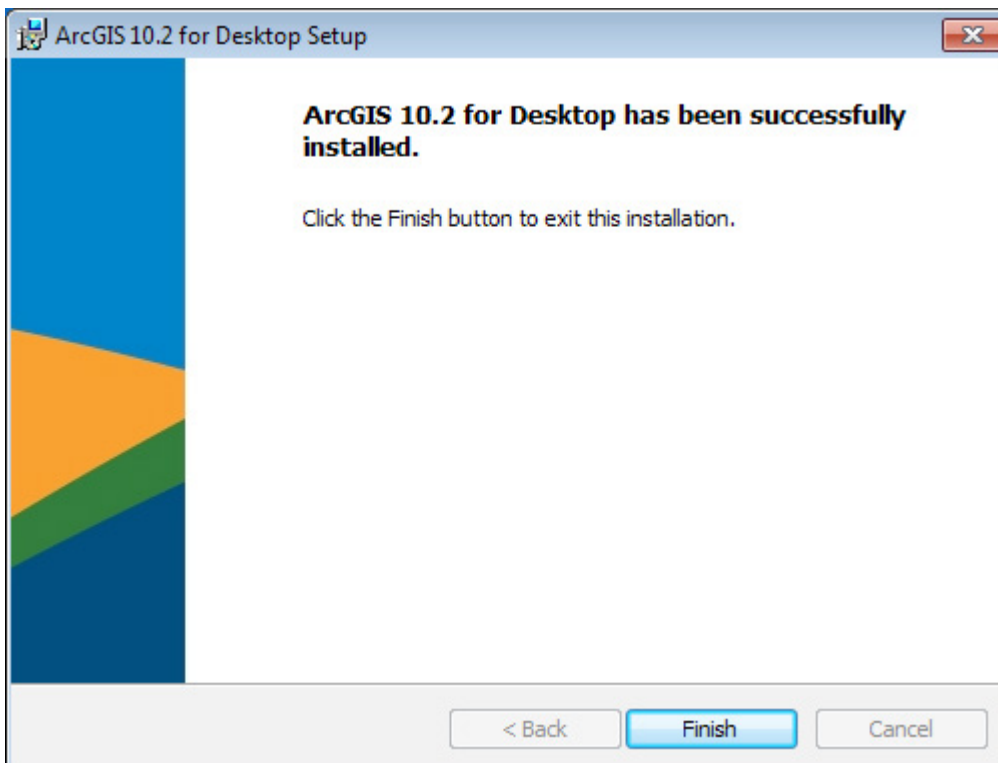 ArcGIS 10.2 for Desktop Setup
ArcGIS 10.2 for Desktop has been successfully
installed.
Click the Finish button to exit this installation.
< Back
Finish
Cancel